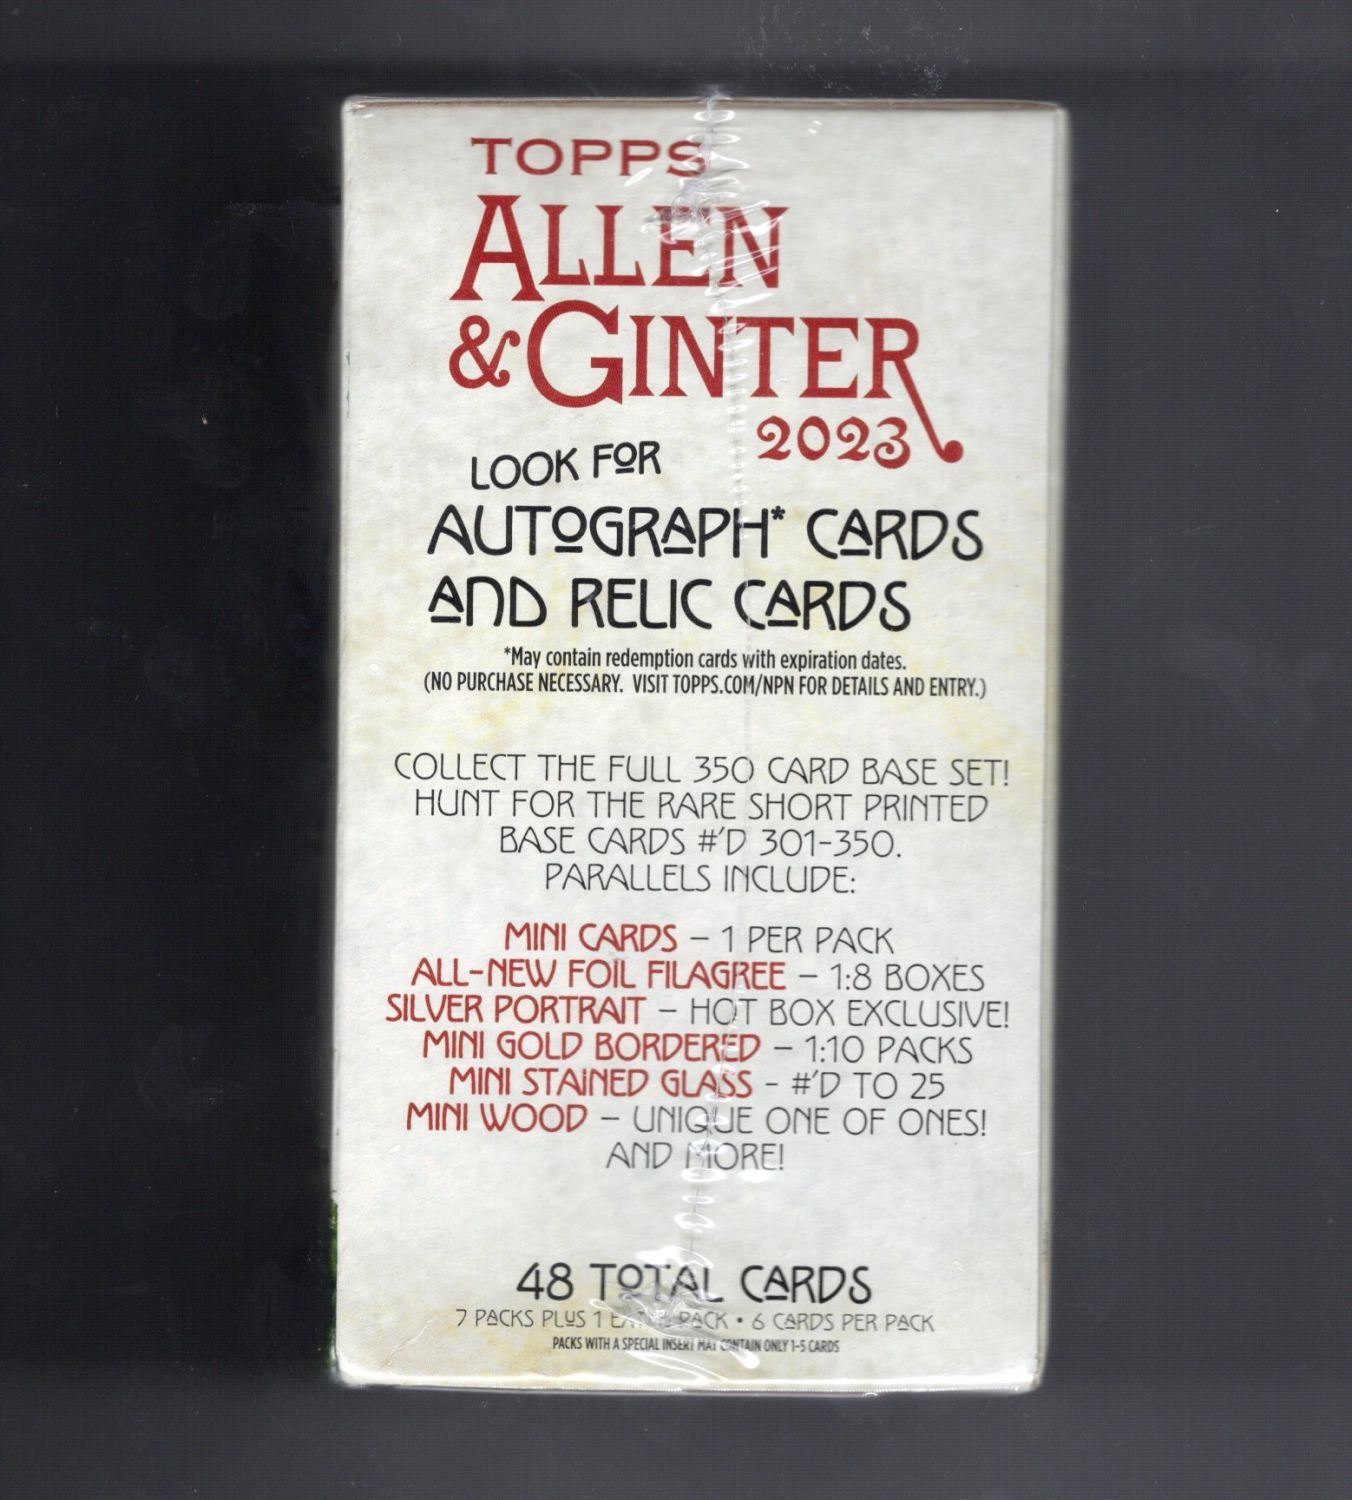 TOPPS
ALLEN
& GINTER
2023
LOOK FOR
AUTOGRAPH* CARDS
AND RELIC CARDS
*May contain redemption cards with expiration dates.
(NO PURCHASE NECESSARY. VISIT TOPPS.COM/NPN FOR DETAILS AND ENTRY.)
COLLECT THE FULL 350 CARD BASE SET!
HUNT FOR THE RARE SHORT PRINTED
BASE CARDS #'D 301-350.
PARALLELS INCLUDE:
MINI CARDS – 1 PER PACK
ALL-NEW FOIL FILAGREE – 1:8 BOXES
SILVER PORTRAIT – HOT BOX EXCLUSIVE!
MINI GOLD BORDERED – 1:10 PACKS
MINI STAINED GLASS - #'D TO 25
MINI WOOD – UNIQUE ONE OF ONES!
AND MORE!
48 TOTAL CARDS
7 PACKS PLUS 1 EXTRA PACK • 6 CARDS PER PACK
PACKS WITH A SPECIAL INSERT MAY CONTAIN ONLY 1-5 CARDS